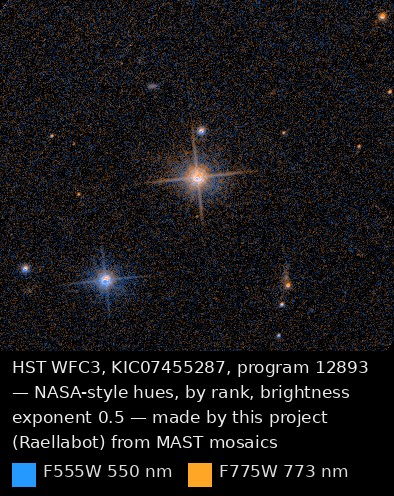 HST WFC3, KIC07455287, program 12893
— NASA-style hues, by rank, brightness
exponent 0.5 — made by this project
(Raellabot) from MAST mosaics
F555W 550 nm F775W 773 nm